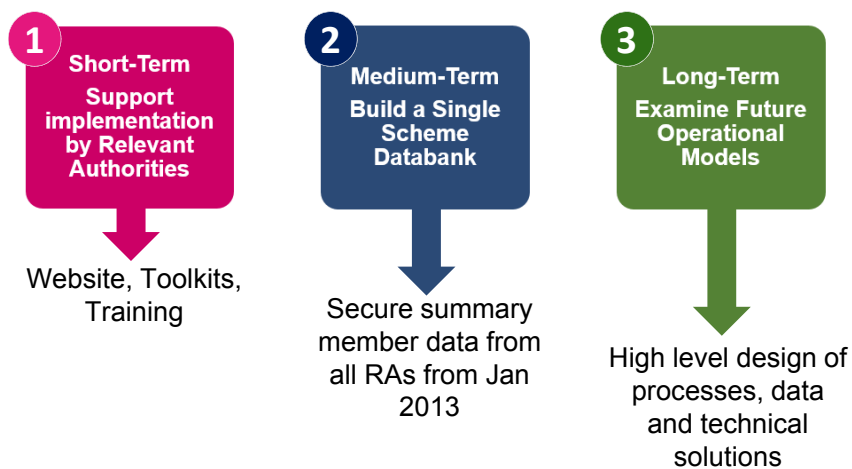 1
Short-Term
Support
implementation
by Relevant
Authorities
Website, Toolkits,
Training
2
Medium-Term
Build a Single
Scheme
Databank
Secure summary
member data from
all RAs from Jan
2013
3
Long-Term
Examine Future
Operational
Models
High level design of
processes, data
and technical
solutions